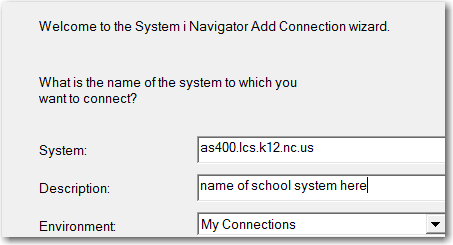 Welcome to the System i Navigator Add Connection wizard.
What is the name of the system to which you
want to connect?
System: as400.lcs.k12.nc.us
Description: name of school system here
Environment: My Connections